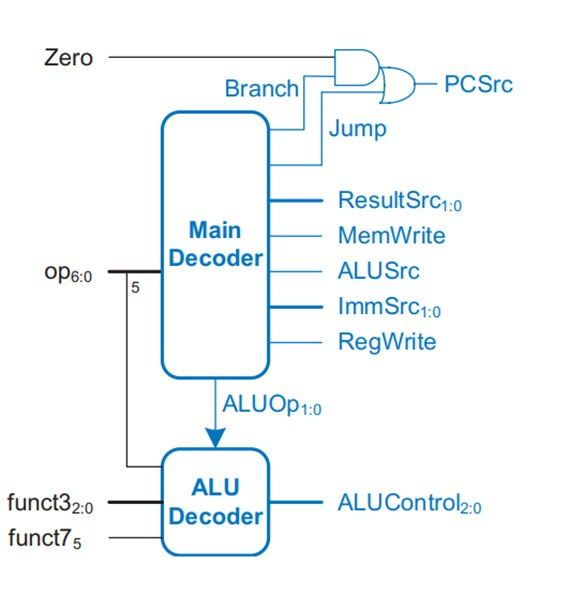 Zero
Branch
PCSrc
Jump
ResultSrc1:0
Main
Decoder
MemWrite
op6:0
5
ALUSrc
ImmSrc1:0
RegWrite
ALUOp1:0
ALU
Decoder
funct32:0
ALUControl2:0
funct75